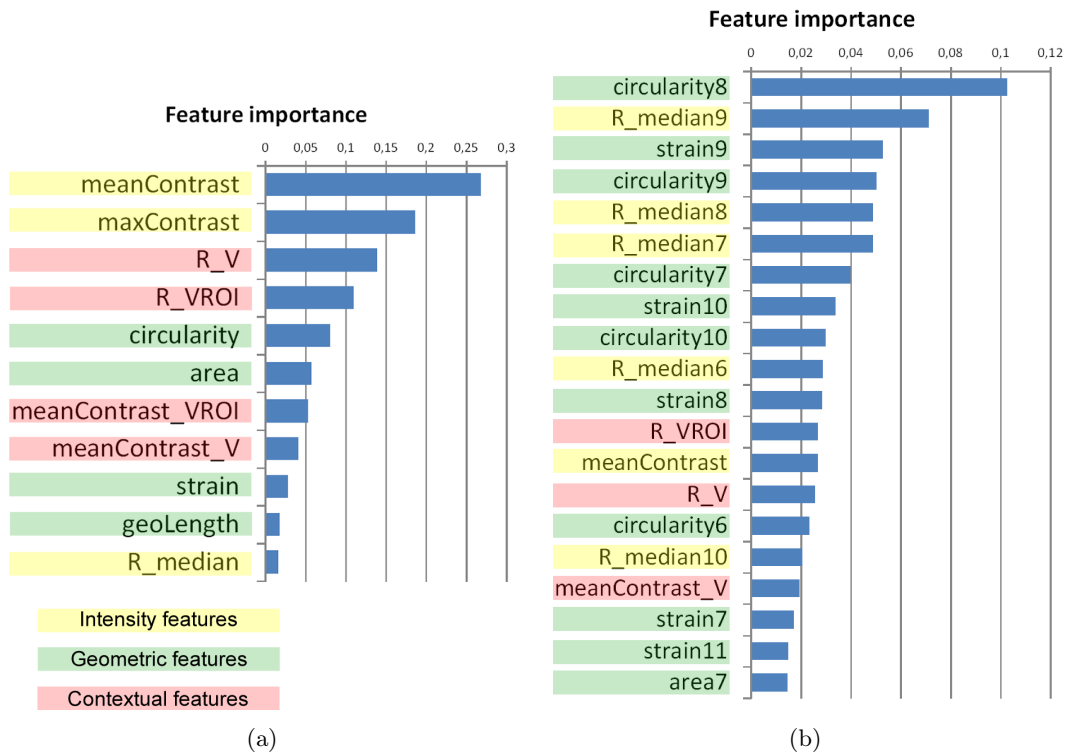 Feature importance
0 0,05 0,1 0,15 0,2 0,25 0,3
meanContrast
maxContrast
R_V
R_VROI
circularity
area
meanContrast_VROI
meanContrast_V
strain
geoLength
R_median
Intensity features
Geometric features
Contextual features
(a)
Feature importance
0 0,02 0,04 0,06 0,08 0,1 0,12
circularity8
R_median9
strain9
circularity9
R_median8
R_median7
circularity7
strain10
circularity10
R_median6
strain8
R_VROI
meanContrast
R_V
circularity6
R_median10
meanContrast_V
strain7
strain11
area7
(b)